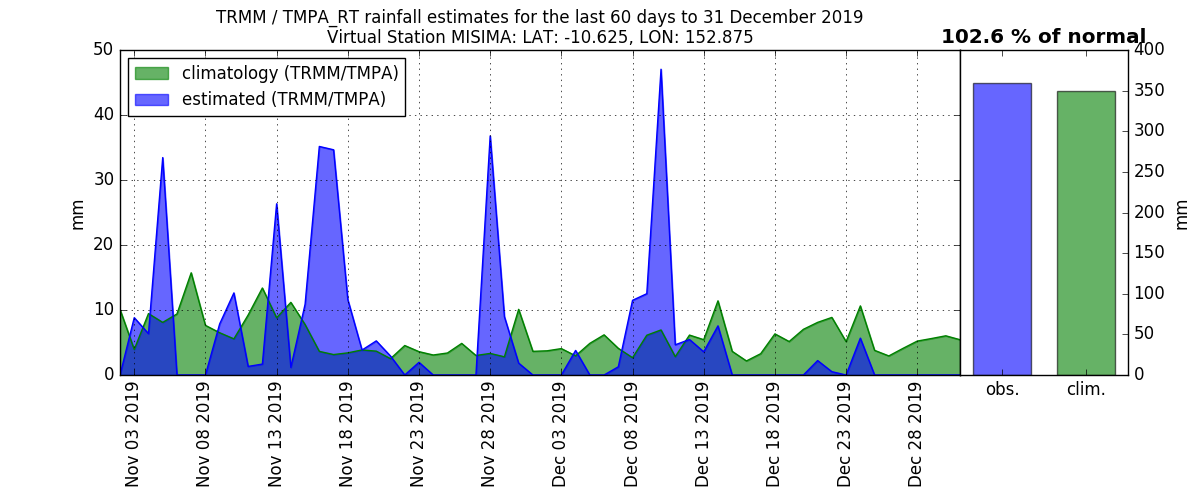 TRMM / TMPA_RT rainfall estimates for the last 60 days to 31 December 2019
Virtual Station MISIMA: LAT: -10.625, LON: 152.875
102.6 % of normal
climatology (TRMM/TMPA)
estimated (TRMM/TMPA)
mm
50
40
30
20
10
0
Nov 03 2019
Nov 08 2019
Nov 13 2019
Nov 18 2019
Nov 23 2019
Nov 28 2019
Dec 03 2019
Dec 08 2019
Dec 13 2019
Dec 18 2019
Dec 23 2019
Dec 28 2019
obs.
clim.
400
350
300
250
200
150
100
50
0
mm